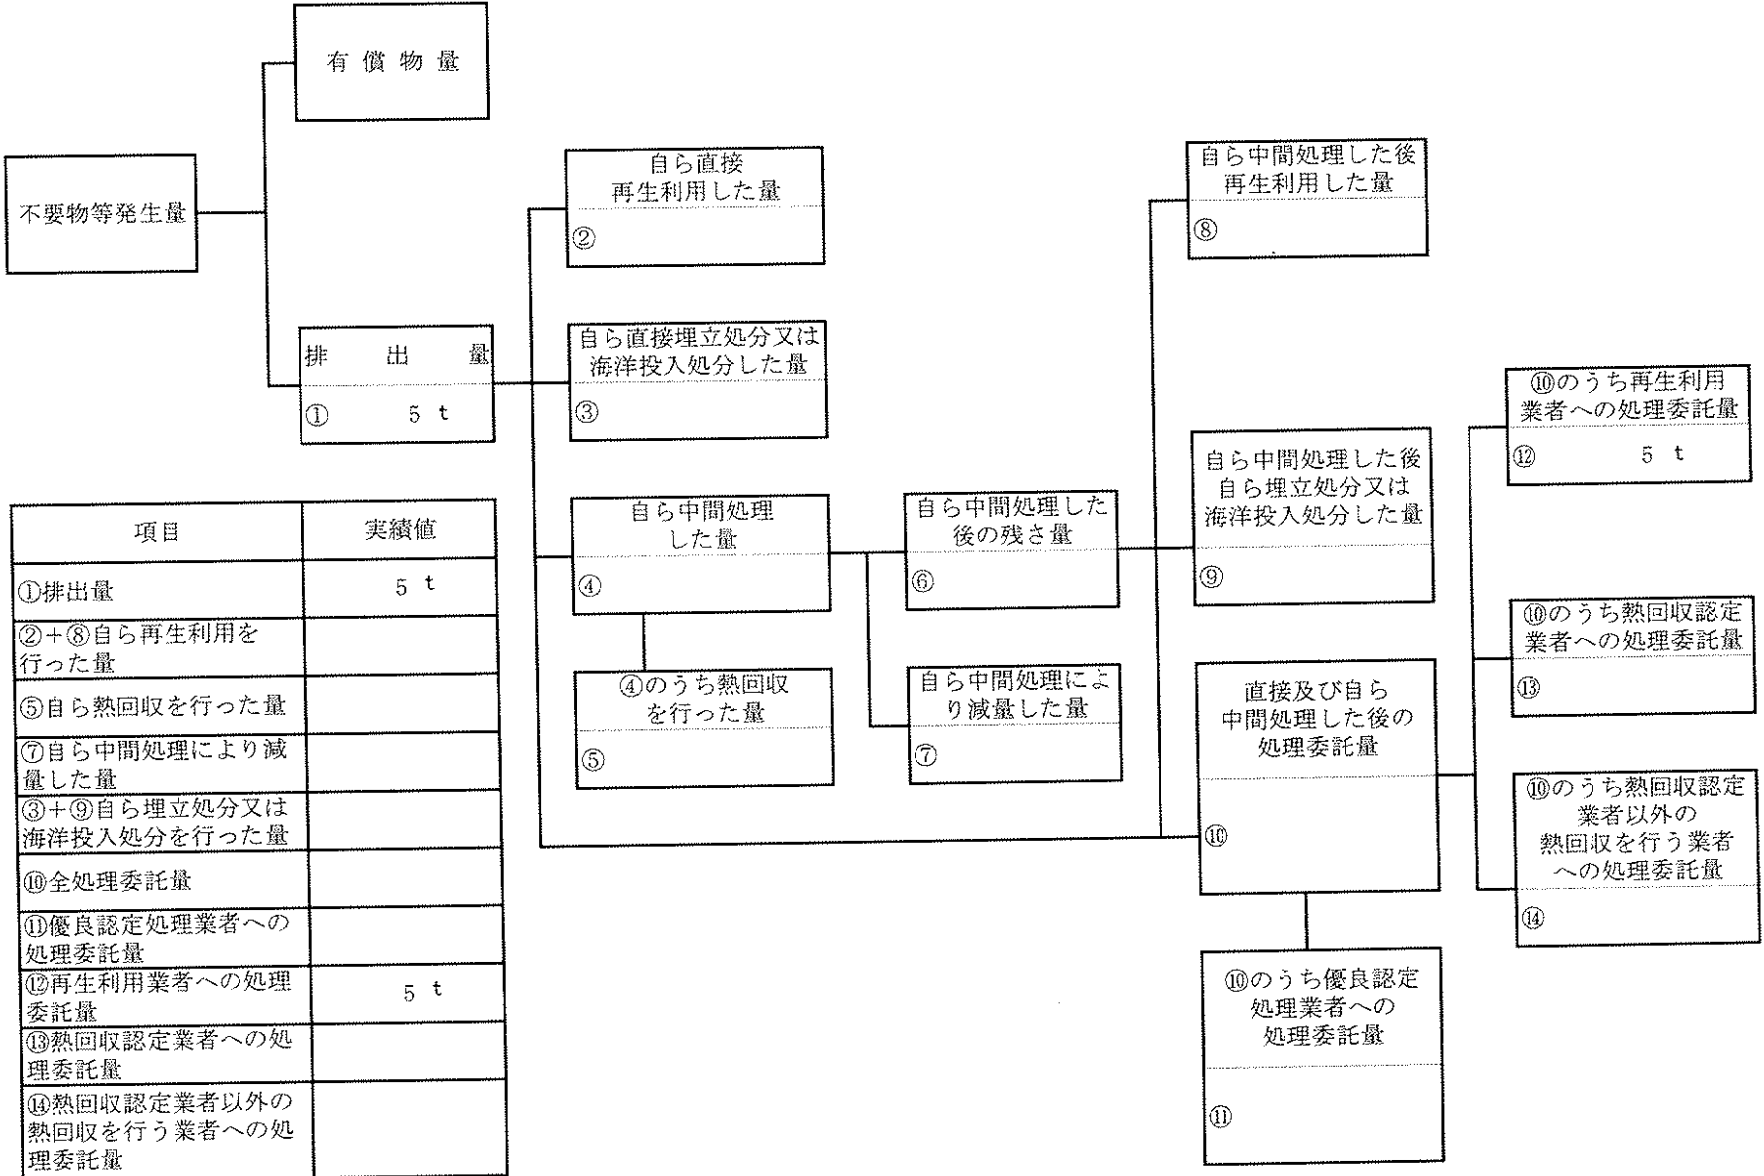 有償物量
不要物等発生量
排出量
① 5 t
自ら直接
再生利用した量
②
自ら直接埋立処分又は
海洋投入処分した量
③
自ら中間処理
した量
④
④のうち熱回収
を行った量
⑤
自ら中間処理した
後の残さ量
⑥
自ら中間処理によ
り減量した量
⑦
自ら中間処理した後
再生利用した量
⑧
自ら中間処理した後
自ら埋立処分又は
海洋投入処分した量
⑨
直接及び自ら
中間処理した後の
処理委託量
⑩
⑩のうち優良認定
処理業者への
処理委託量
⑪
⑩のうち再生利用
業者への処理委託量
⑫ 5 t
⑩のうち熱回収認定
業者への処理委託量
⑬
⑩のうち熱回収認定
業者以外の
熱回収を行う業者
への処理委託量
⑭
項目 実績値
①排出量 5 t
②+⑧自ら再生利用を
行った量
⑤自ら熱回収を行った量
⑦自ら中間処理により減
量した量
③+⑨自ら埋立処分又は
海洋投入処分を行った量
⑩全処理委託量
⑪優良認定処理業者への
処理委託量
⑫再生利用業者への処理
委託量 5 t
⑬熱回収認定業者への処
理委託量
⑭熱回収認定業者以外の
熱回収を行う業者への処
理委託量